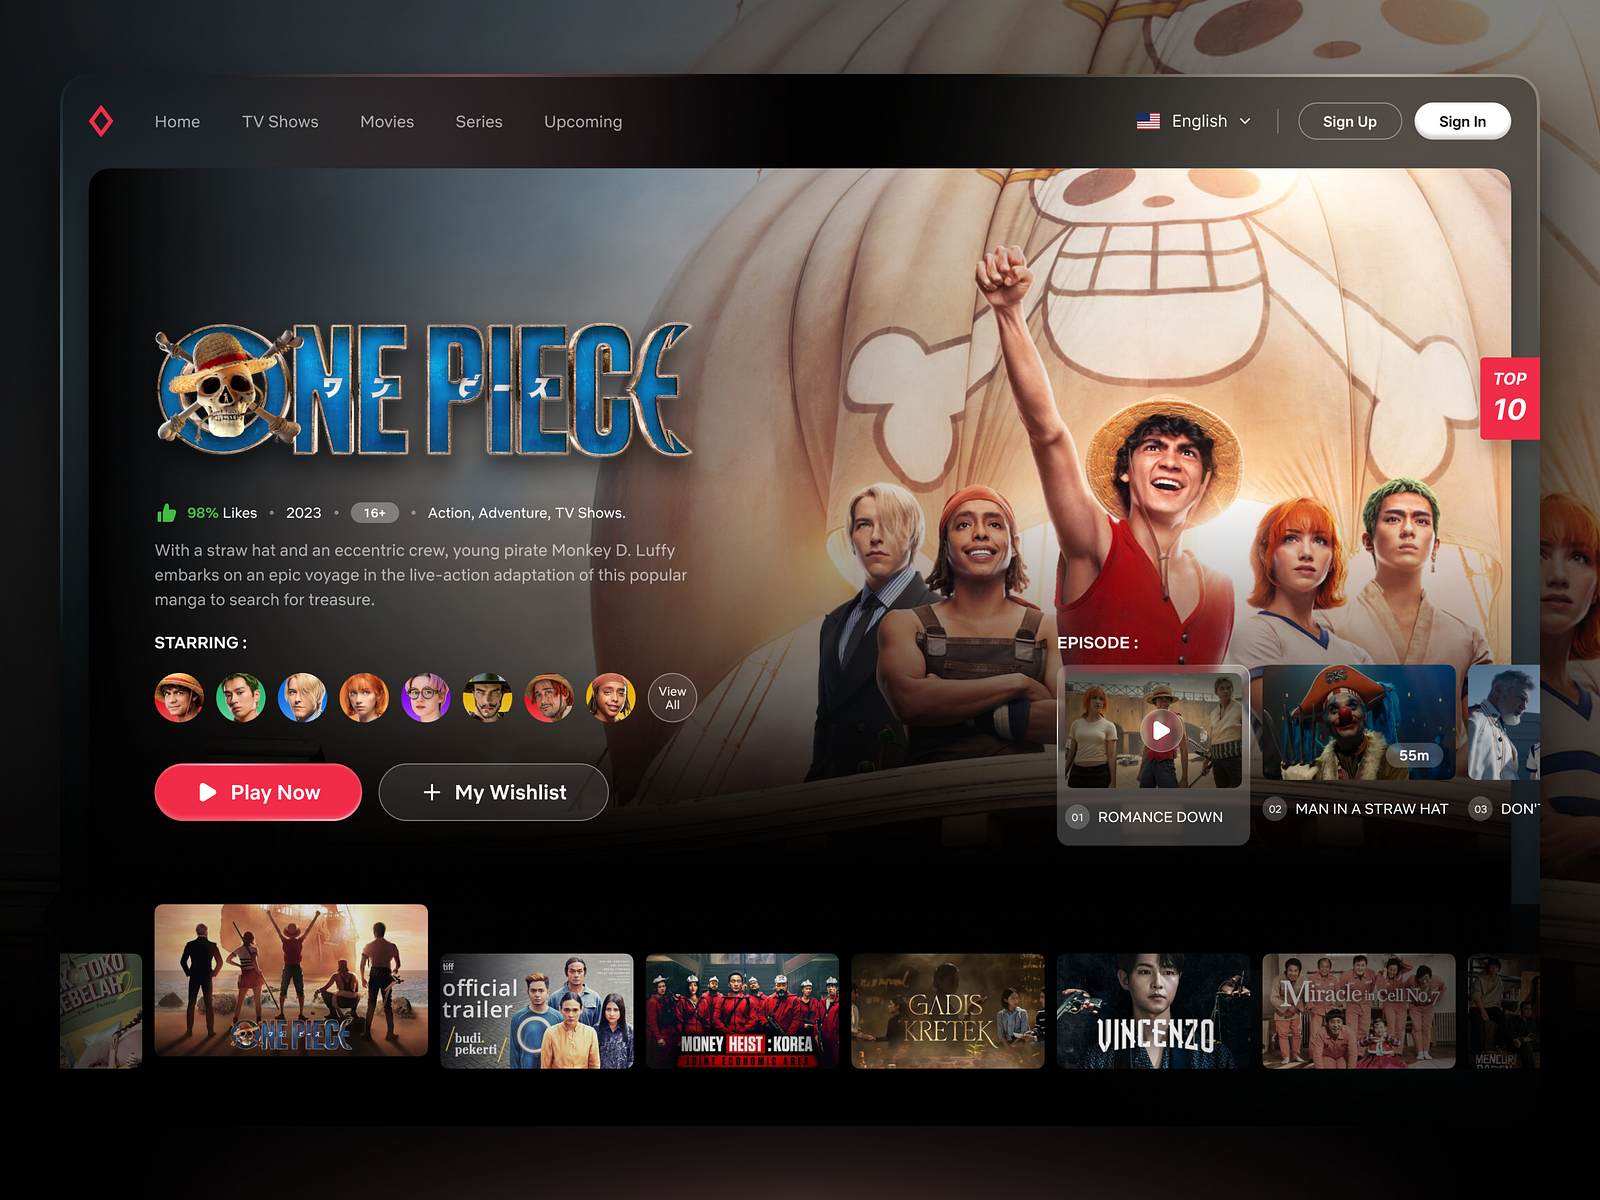 Home
TV Shows
Movies
Series
Upcoming
English
Sign Up
Sign In
TOP
10
ONE PIECE
ワンピース
98% Likes • 2023 • 16+ • Action, Adventure, TV Shows.
With a straw hat and an eccentric crew, young pirate Monkey D. Luffy
embarks on an epic voyage in the live-action adaptation of this popular
manga to search for treasure.
STARRING :
View
All
Play Now
My Wishlist
EPISODE :
55m
01 ROMANCE DOWN
02 MAN IN A STRAW HAT
03 DON'
TOKO
SEBELAH
ONE PIECE
tiff
official
trailer
/budi.
pekerti/
MONEY HEIST : KOREA
JOINT ECONOMIC AREA
GADIS
KRETEK
VINCENZO
Miracle in Cell No.7
MENCURI
RADEN